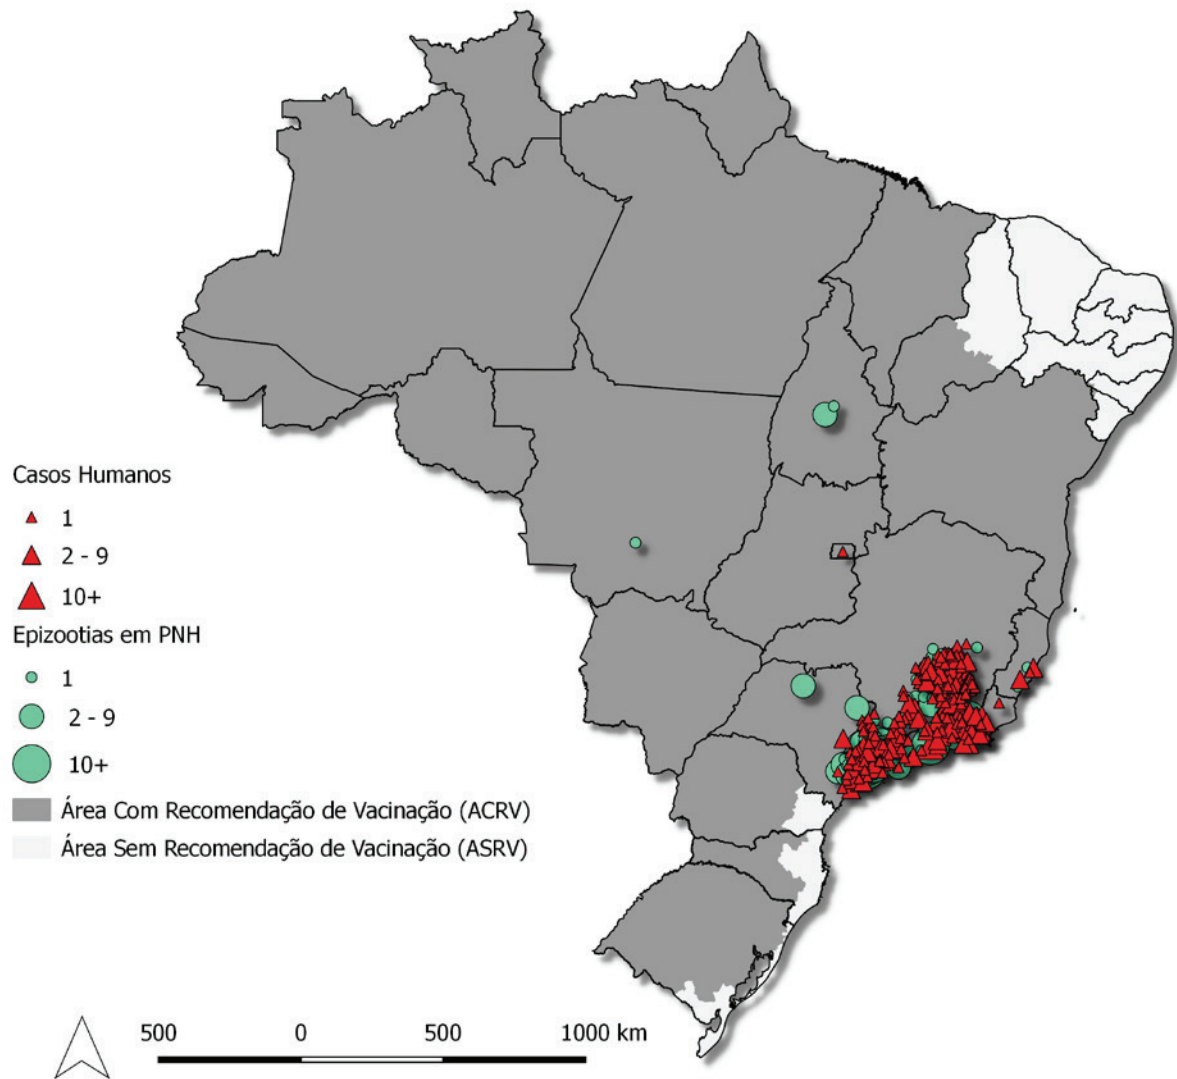 Casos Humanos
1
2 - 9
10+
Epizootias em PNH
1
2 - 9
10+
Área Com Recomendação de Vacinação (ACRV)
Área Sem Recomendação de Vacinação (ASRV)
500 0 500 1000 km